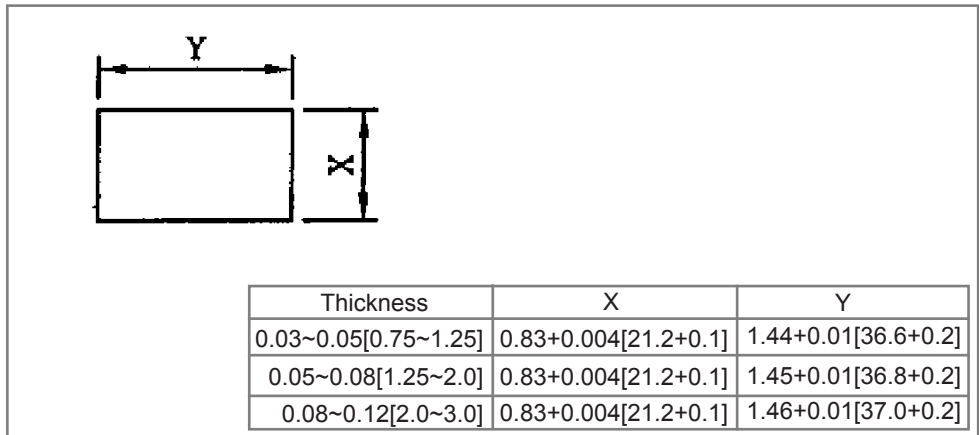 Y
X
Thickness X Y
0.03~0.05[0.75~1.25] 0.83+0.004[21.2+0.1] 1.44+0.01[36.6+0.2]
0.05~0.08[1.25~2.0] 0.83+0.004[21.2+0.1] 1.45+0.01[36.8+0.2]
0.08~0.12[2.0~3.0] 0.83+0.004[21.2+0.1] 1.46+0.01[37.0+0.2]